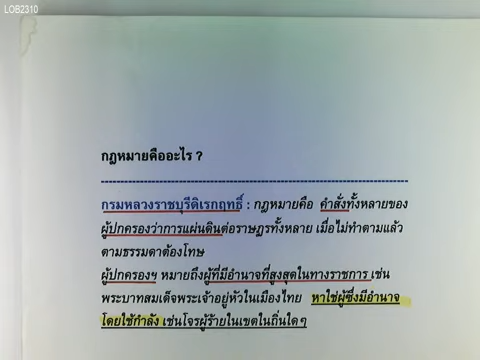 LOB2310
กฎหมายคืออะไร ?
กรมหลวงราชบุรีดิเรกฤทธิ์ : กฎหมายคือ คำสั่งทั้งหลายของ
ผู้ปกครองว่าการแผ่นดินต่อราษฎรทั้งหลาย เมื่อไม่ทำตามแล้ว
ตามธรรมดาต้องโทษ
ผู้ปกครองฯ หมายถึงผู้ที่มีอำนาจที่สูงสุดในทางราชการ เช่น
พระบาทสมเด็จพระเจ้าอยู่หัวในเมืองไทย หาใช่ผู้ซึ่งมีอำนาจ
โดยใช้กำลัง เช่นโจรผู้ร้ายในเขตในถิ่นใดๆ